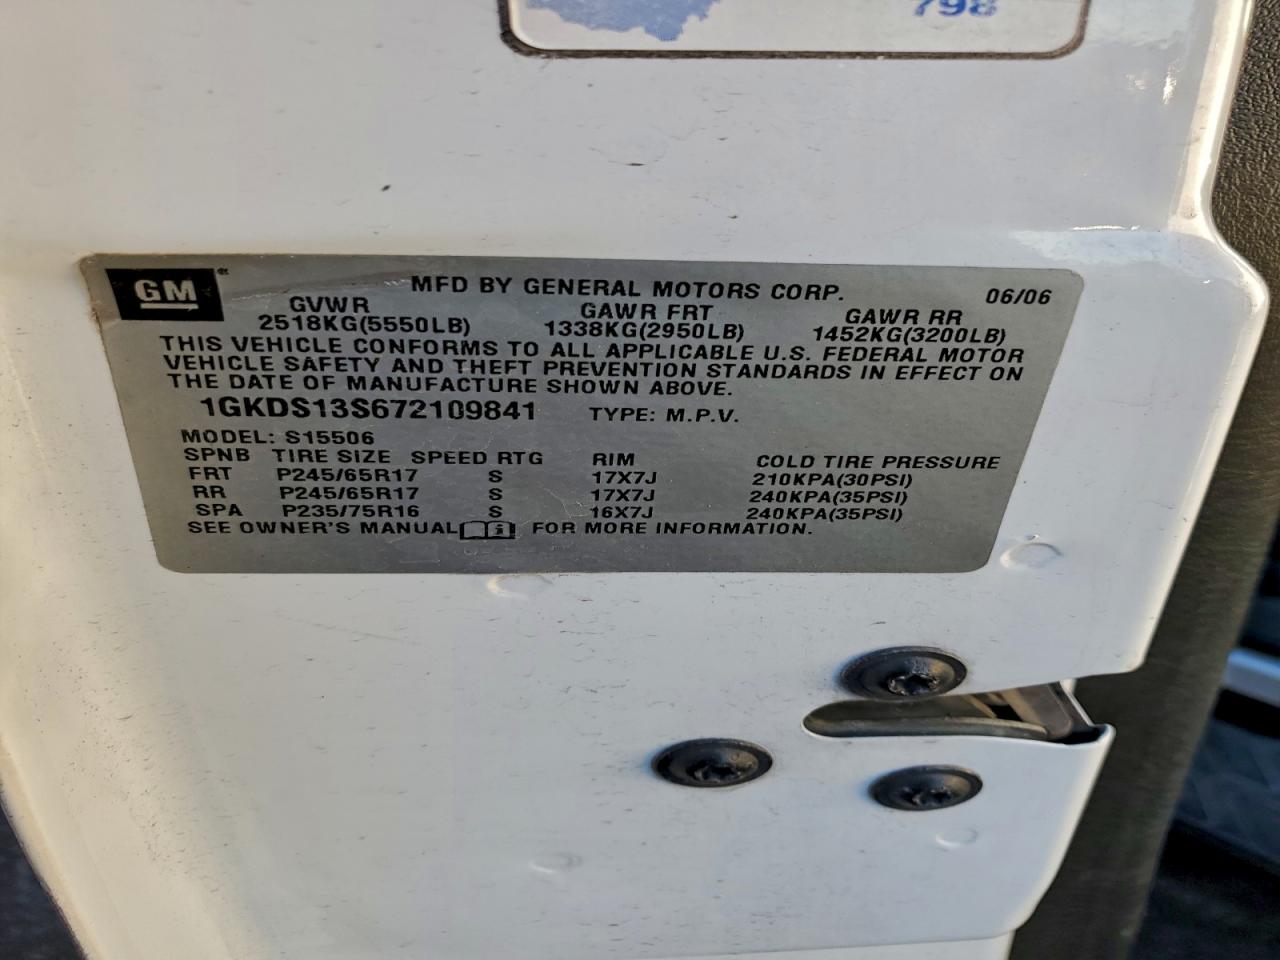 798
GM
MFD BY GENERAL MOTORS CORP. 06/06
GVWR GAWR FRT GAWR RR
2518KG(5550LB) 1338KG(2950LB) 1452KG(3200LB)
THIS VEHICLE CONFORMS TO ALL APPLICABLE U.S. FEDERAL MOTOR
VEHICLE SAFETY AND THEFT PREVENTION STANDARDS IN EFFECT ON
THE DATE OF MANUFACTURE SHOWN ABOVE.
1GKDS13S672109841 TYPE: M.P.V.
MODEL: S15506
SPNB TIRE SIZE SPEED RTG RIM COLD TIRE PRESSURE
FRT P245/65R17 S 17X7J 210KPA(30PSI)
RR P245/65R17 S 17X7J 240KPA(35PSI)
SPA P235/75R16 S 16X7J 240KPA(35PSI)
SEE OWNER'S MANUAL FOR MORE INFORMATION.